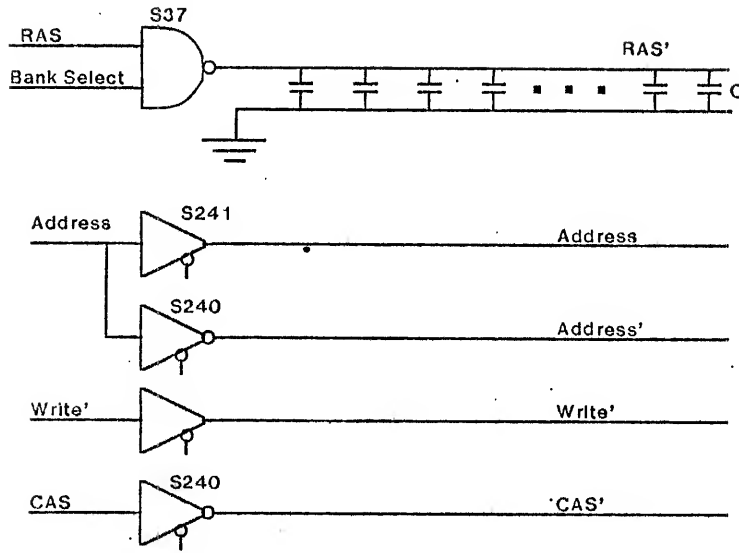 S37
RAS
RAS'
Bank Select
C
S241
Address
Address
S240
Address'
Write'
Write'
S240
CAS
'CAS'